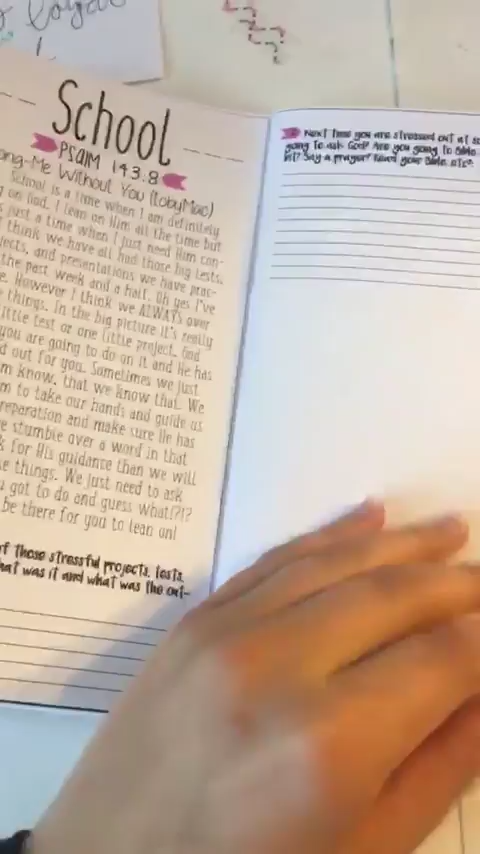 School
PSalm 143:8
ong-Me Without You (tobyMac)
School is a time when I am definitely
on God. I lean on Him all the time but
just a time when I just need Him con-
I think we have all had those big tests,
jects, and presentations we have prac-
the past week and a half. Oh yes I've
e. However I think we ALWAYS over
things. In the big picture it's really
little test or one little project. God
you are going to do on it and He has
d out for you. Sometimes we just
m know, that we know that. We
m to take our hands and guide us
reparation and make sure He has
e stumble over a word in that
k for His guidance than we will
se things. We just need to ask
u got to do and guess what!?!?
be there for you to lean on!
of those stressful projects, tests,
hat was it and what was the out-
Next time you are stressed out at sc
going to ask God? Are you going to Bible
Say a prayer? Read your Bible